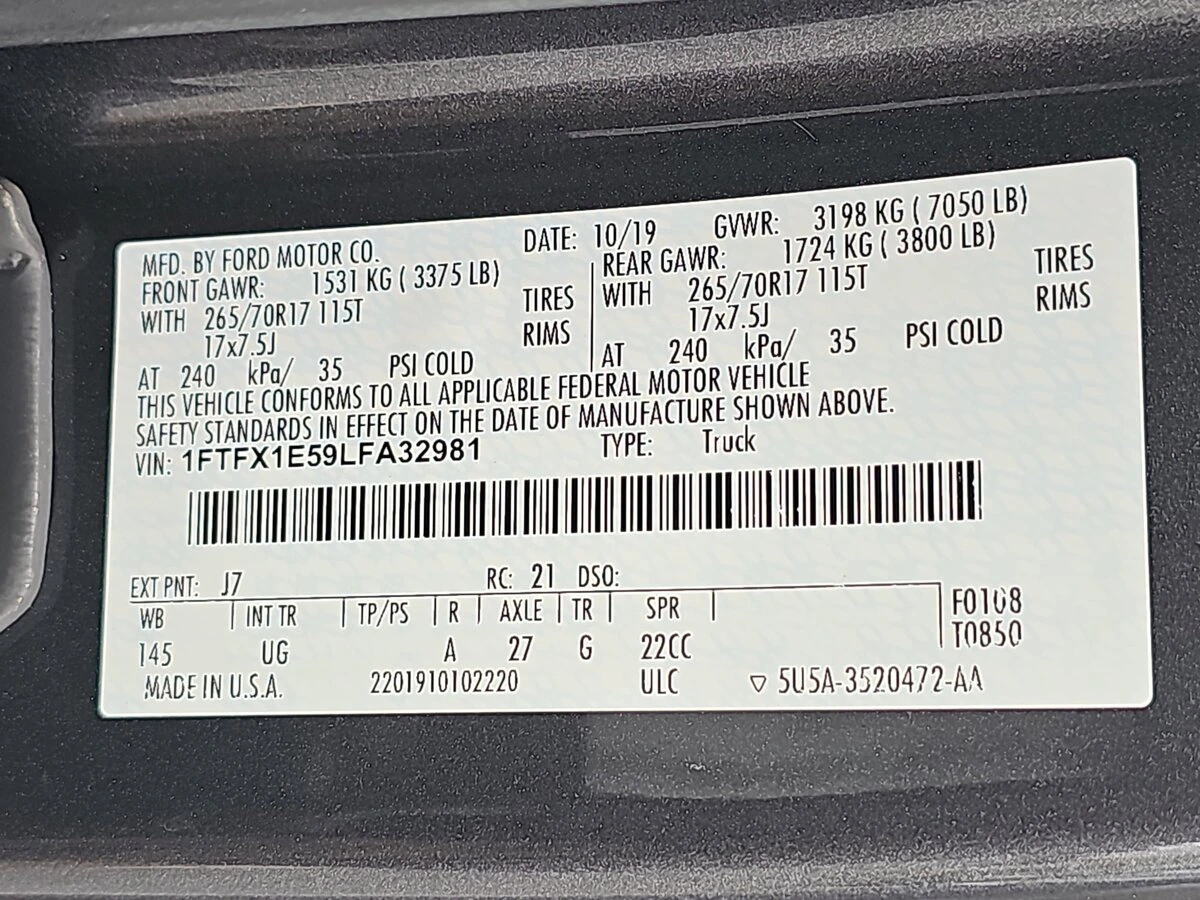 MFD. BY FORD MOTOR CO. DATE: 10/19 GVWR: 3198 KG ( 7050 LB)
FRONT GAWR: 1531 KG ( 3375 LB) REAR GAWR: 1724 KG ( 3800 LB)
WITH 265/70R17 115T TIRES WITH 265/70R17 115T TIRES
17x7.5J RIMS 17x7.5J RIMS
AT 240 kPa/ 35 PSI COLD AT 240 kPa/ 35 PSI COLD
THIS VEHICLE CONFORMS TO ALL APPLICABLE FEDERAL MOTOR VEHICLE
SAFETY STANDARDS IN EFFECT ON THE DATE OF MANUFACTURE SHOWN ABOVE.
VIN: 1FTFX1E59LFA32981 TYPE: Truck
EXT PNT: J7 RC: 21 DSO:
WB INT TR TP/PS R AXLE TR SPR F0108
145 UG A 27 G 22CC T0850
MADE IN U.S.A. 2201910102220 ULC ▽ 5U5A-3520472-AA